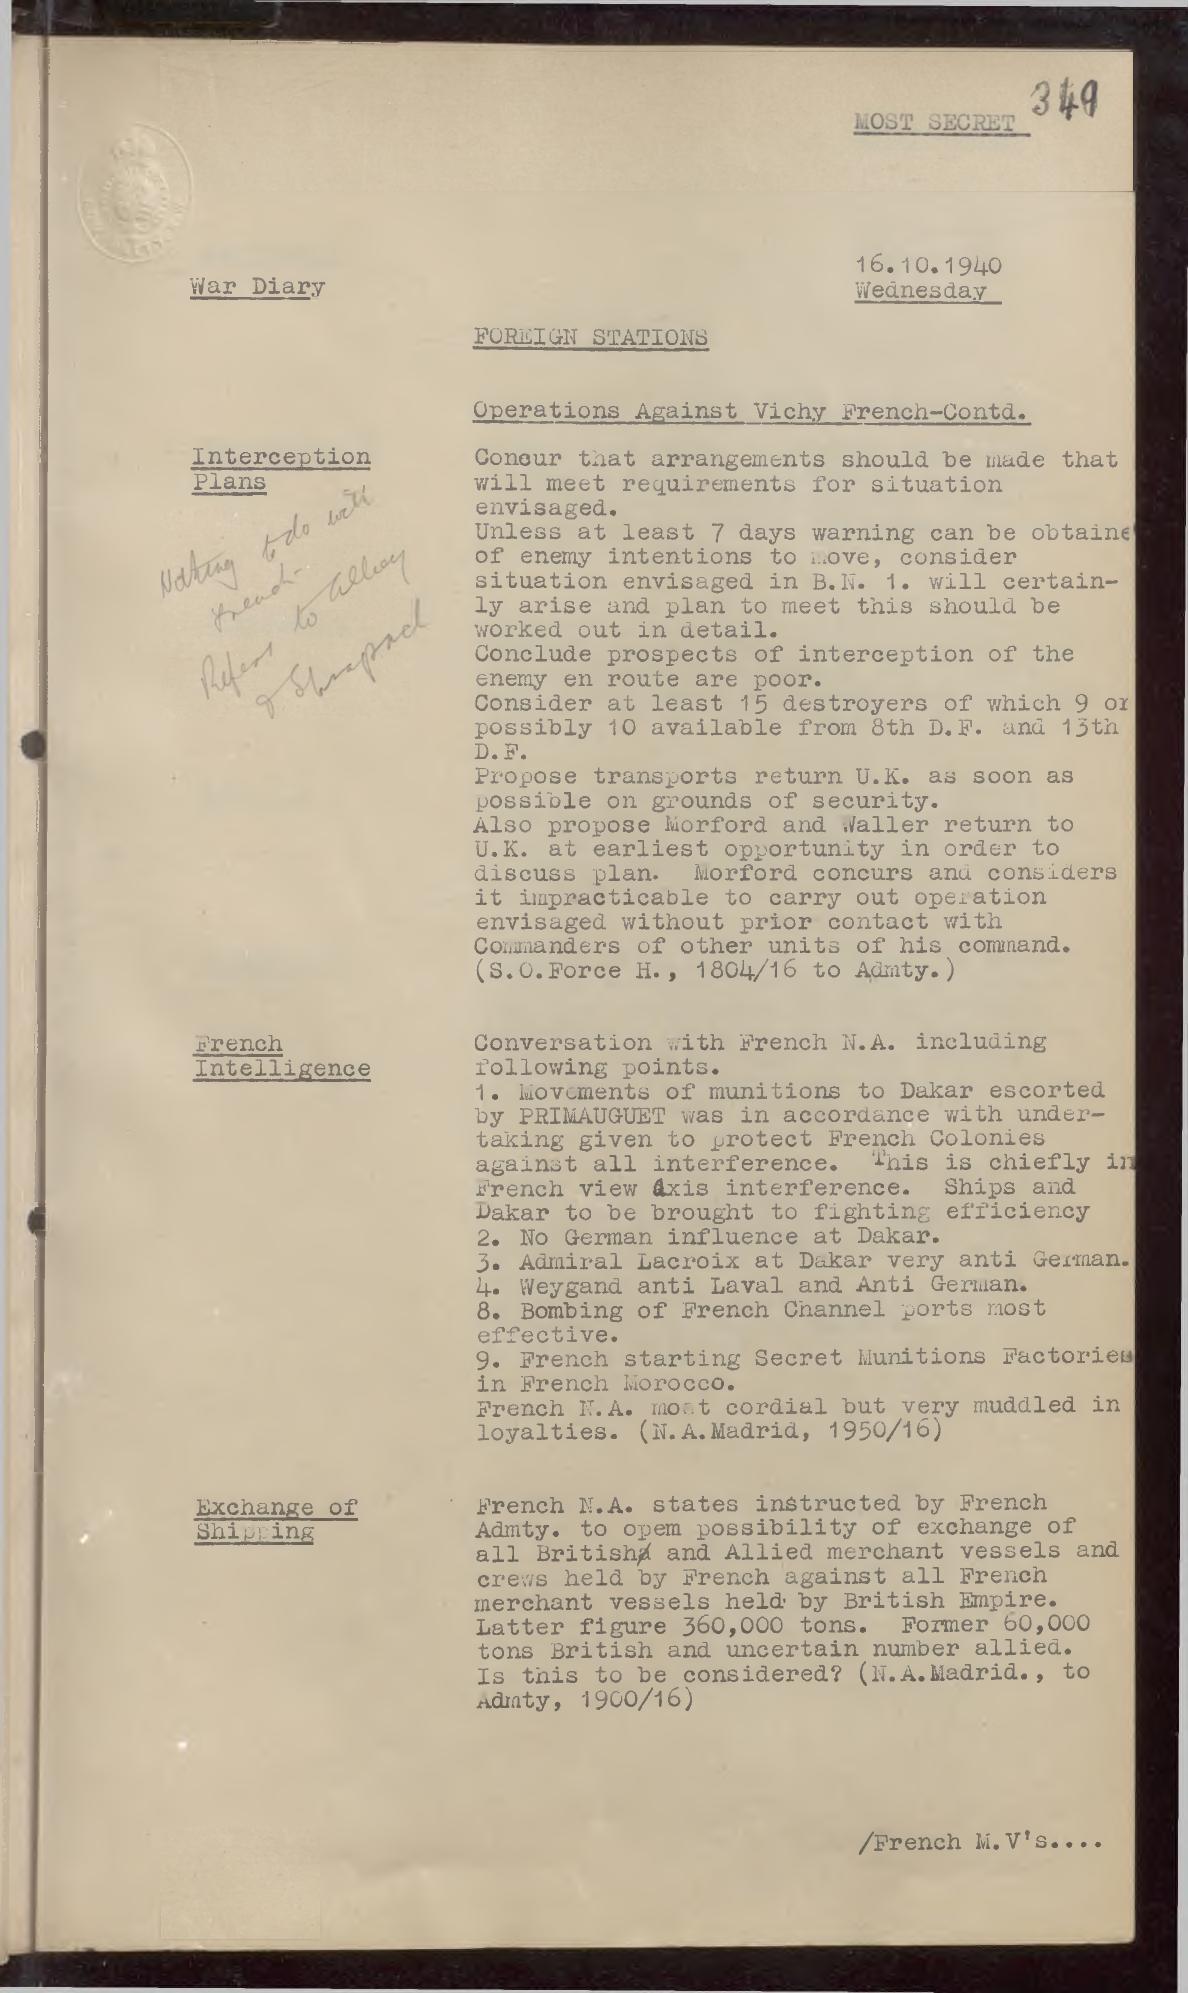 349
MOST SECRET
War Diary
16.10.1940
Wednesday
FOREIGN STATIONS
Operations Against Vichy French-Contd.
Interception
Plans
Nothing to do with
French.
Refers to Alloy
& Shrapnel
Concur that arrangements should be made that
will meet requirements for situation
envisaged.
Unless at least 7 days warning can be obtaine
of enemy intentions to move, consider
situation envisaged in B.N. 1. will certain-
ly arise and plan to meet this should be
worked out in detail.
Conclude prospects of interception of the
enemy en route are poor.
Consider at least 15 destroyers of which 9 or
possibly 10 available from 8th D.F. and 13th
D.F.
Propose transports return U.K. as soon as
possible on grounds of security.
Also propose Morford and Waller return to
U.K. at earliest opportunity in order to
discuss plan. Morford concurs and considers
it impracticable to carry out operation
envisaged without prior contact with
Commanders of other units of his command.
(S.O.Force H., 1804/16 to Admty.)
French
Intelligence
Conversation with French N.A. including
following points.
1. Movements of munitions to Dakar escorted
by PRIMAUGUET was in accordance with under-
taking given to protect French Colonies
against all interference. This is chiefly in
French view Axis interference. Ships and
Dakar to be brought to fighting efficiency
2. No German influence at Dakar.
3. Admiral Lacroix at Dakar very anti German.
4. Weygand anti Laval and Anti German.
8. Bombing of French Channel ports most
effective.
9. French starting Secret Munitions Factories
in French Morocco.
French N.A. most cordial but very muddled in
loyalties. (N.A.Madrid, 1950/16)
Exchange of
Shipping
French N.A. states instructed by French
Admty. to opem possibility of exchange of
all British and Allied merchant vessels and
crews held by French against all French
merchant vessels held by British Empire.
Latter figure 360,000 tons. Former 60,000
tons British and uncertain number allied.
Is this to be considered? (N.A.Madrid., to
Admty, 1900/16)
/French M.V's....